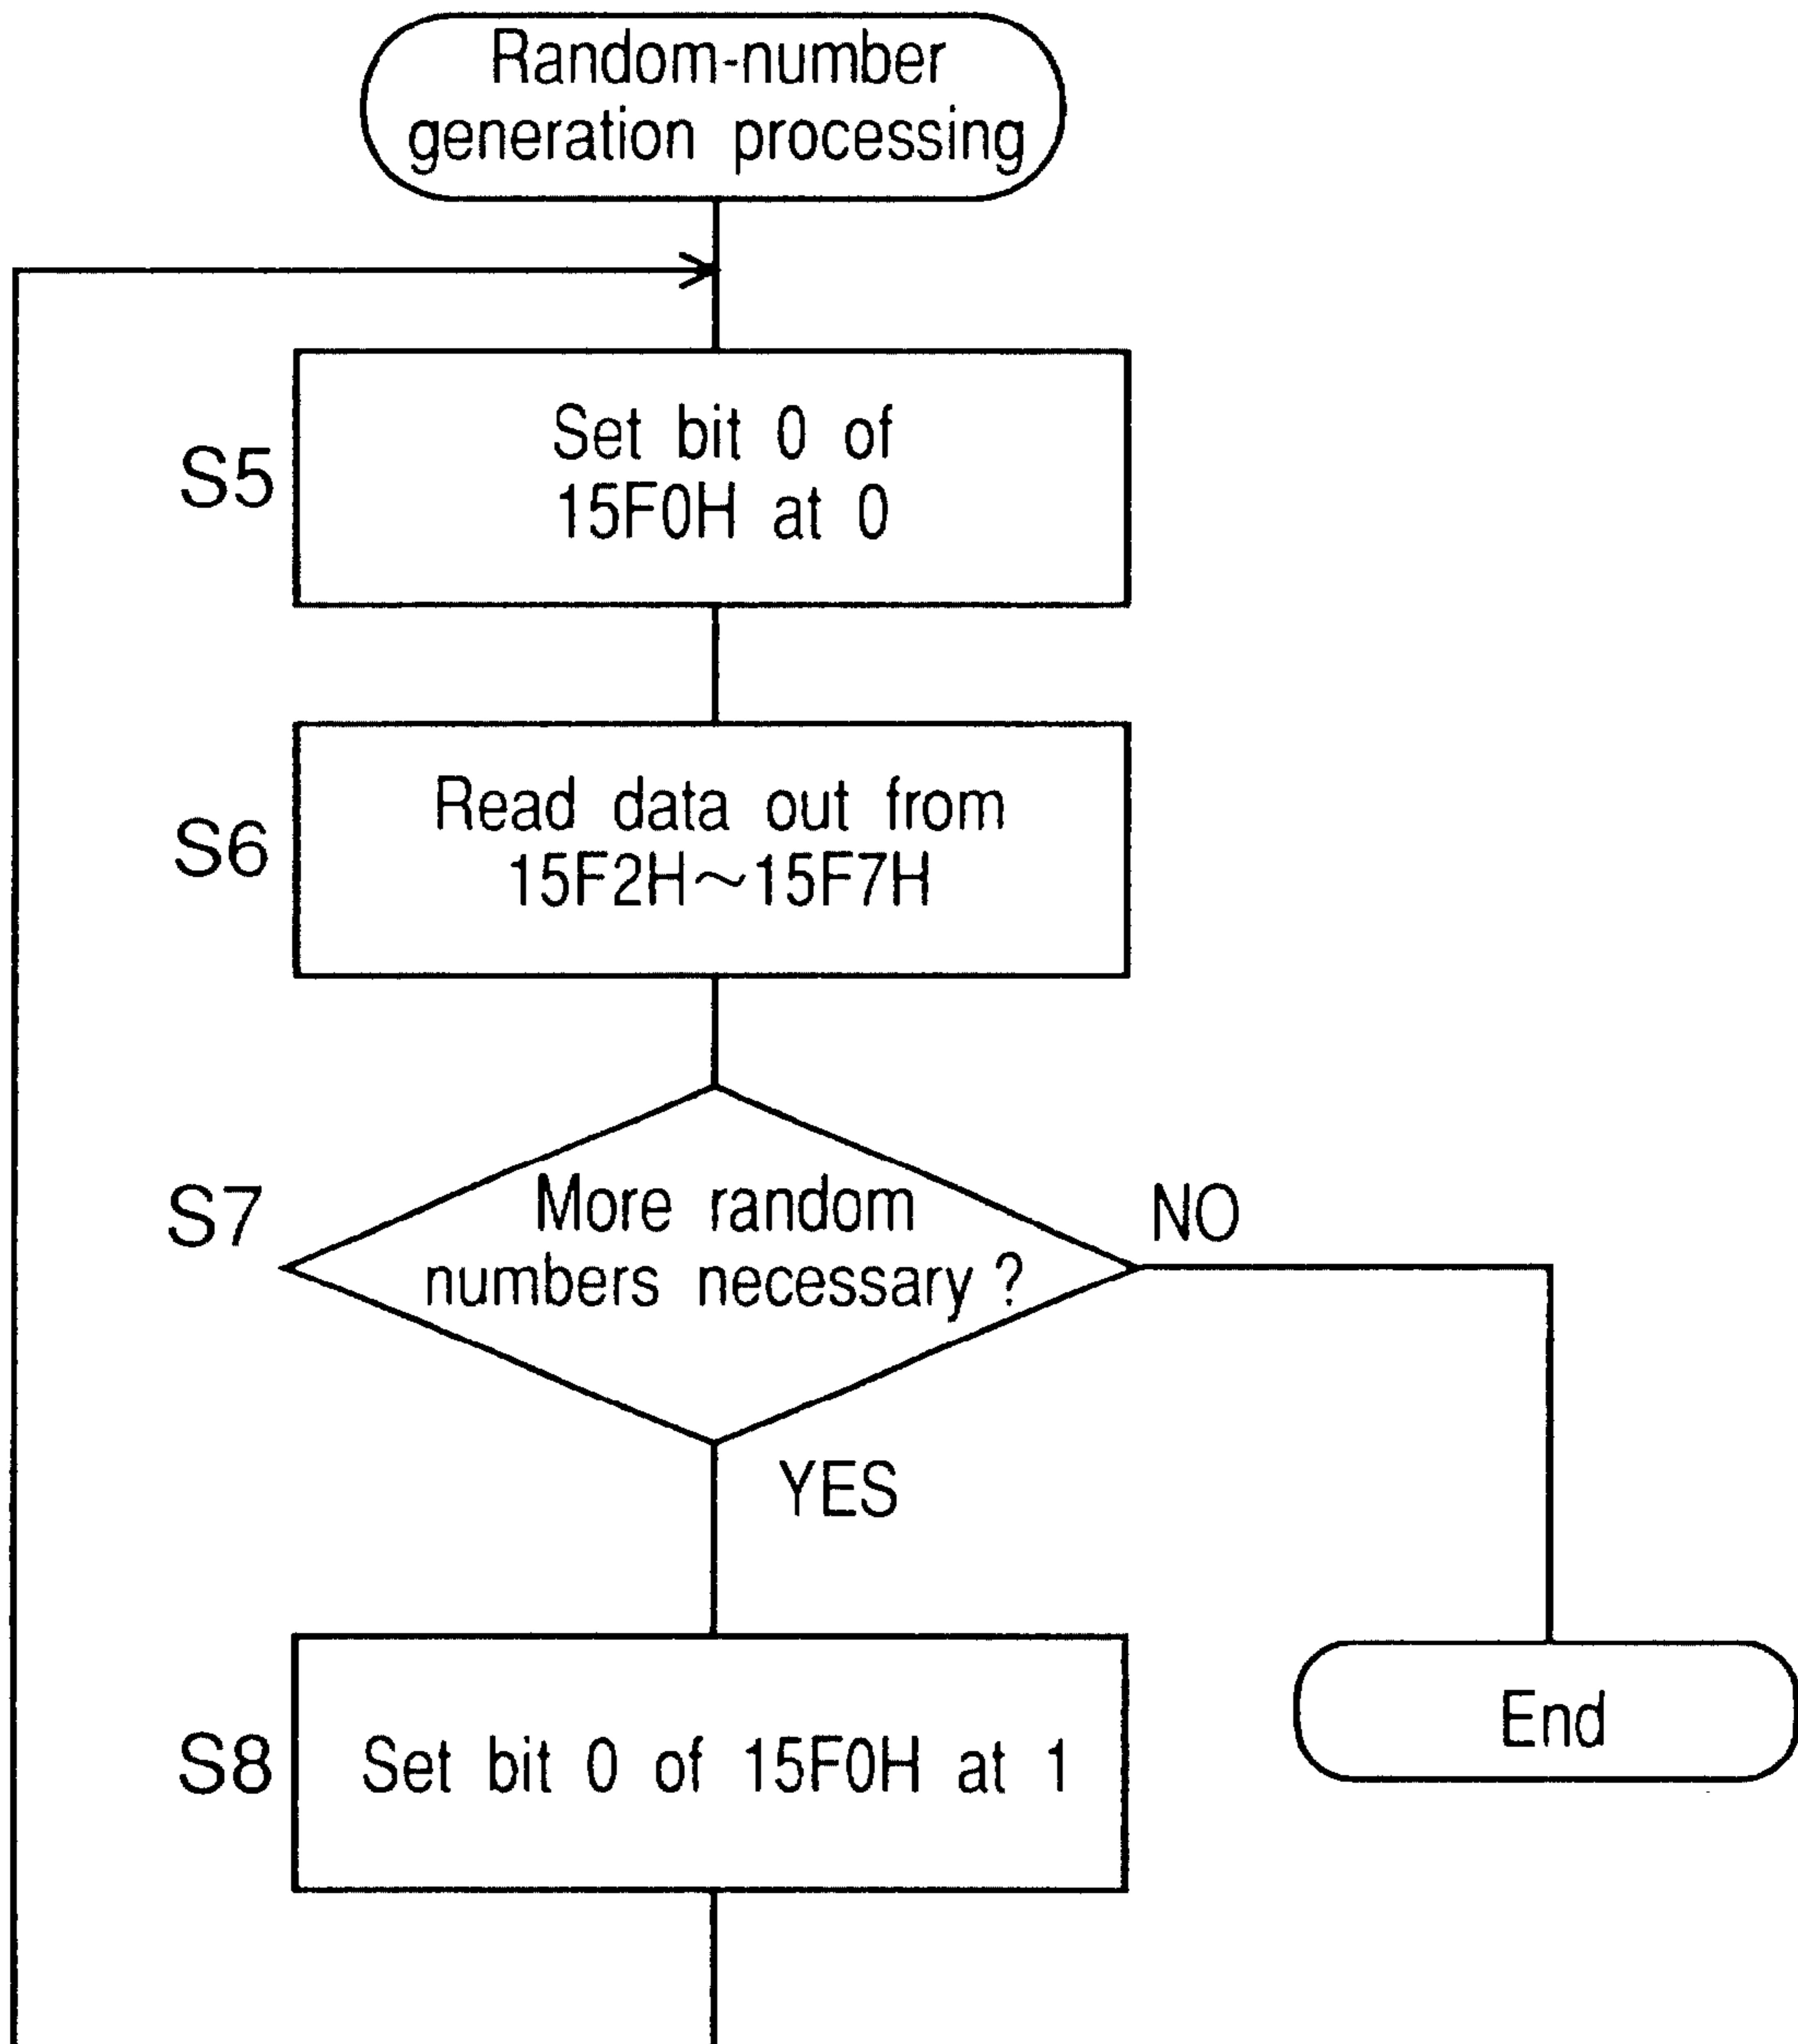 Random-number
generation processing
S5
Set bit 0 of
15F0H at 0
S6
Read data out from
15F2H~15F7H
S7
More random
numbers necessary ?
NO
YES
S8
Set bit 0 of 15F0H at 1
End